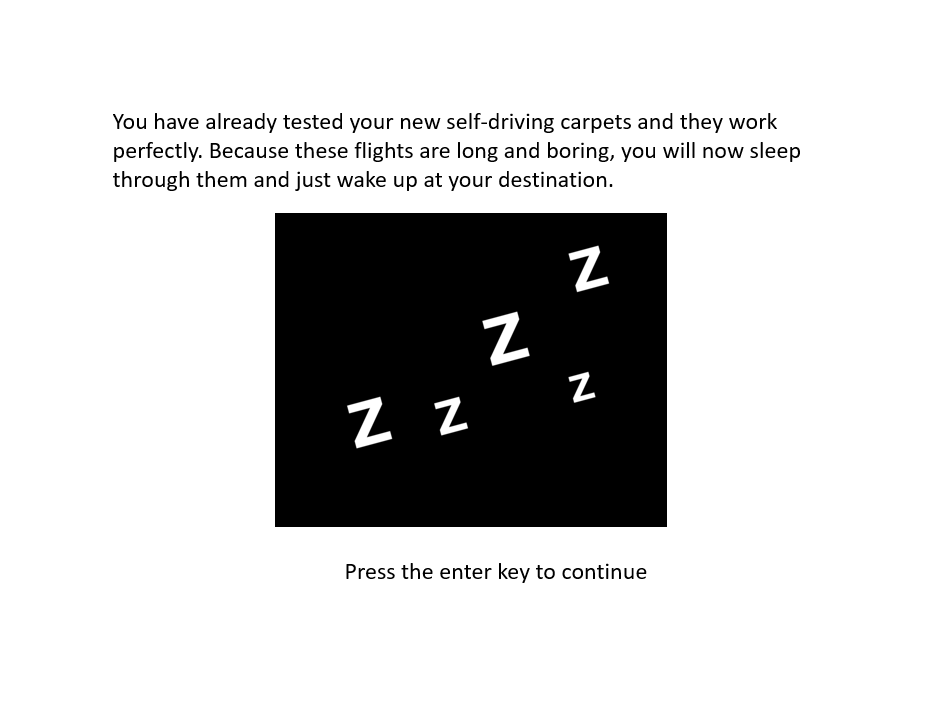 You have already tested your new self-driving carpets and they work
perfectly. Because these flights are long and boring, you will now sleep
through them and just wake up at your destination.
Z
Z
Z
Z Z
Press the enter key to continue